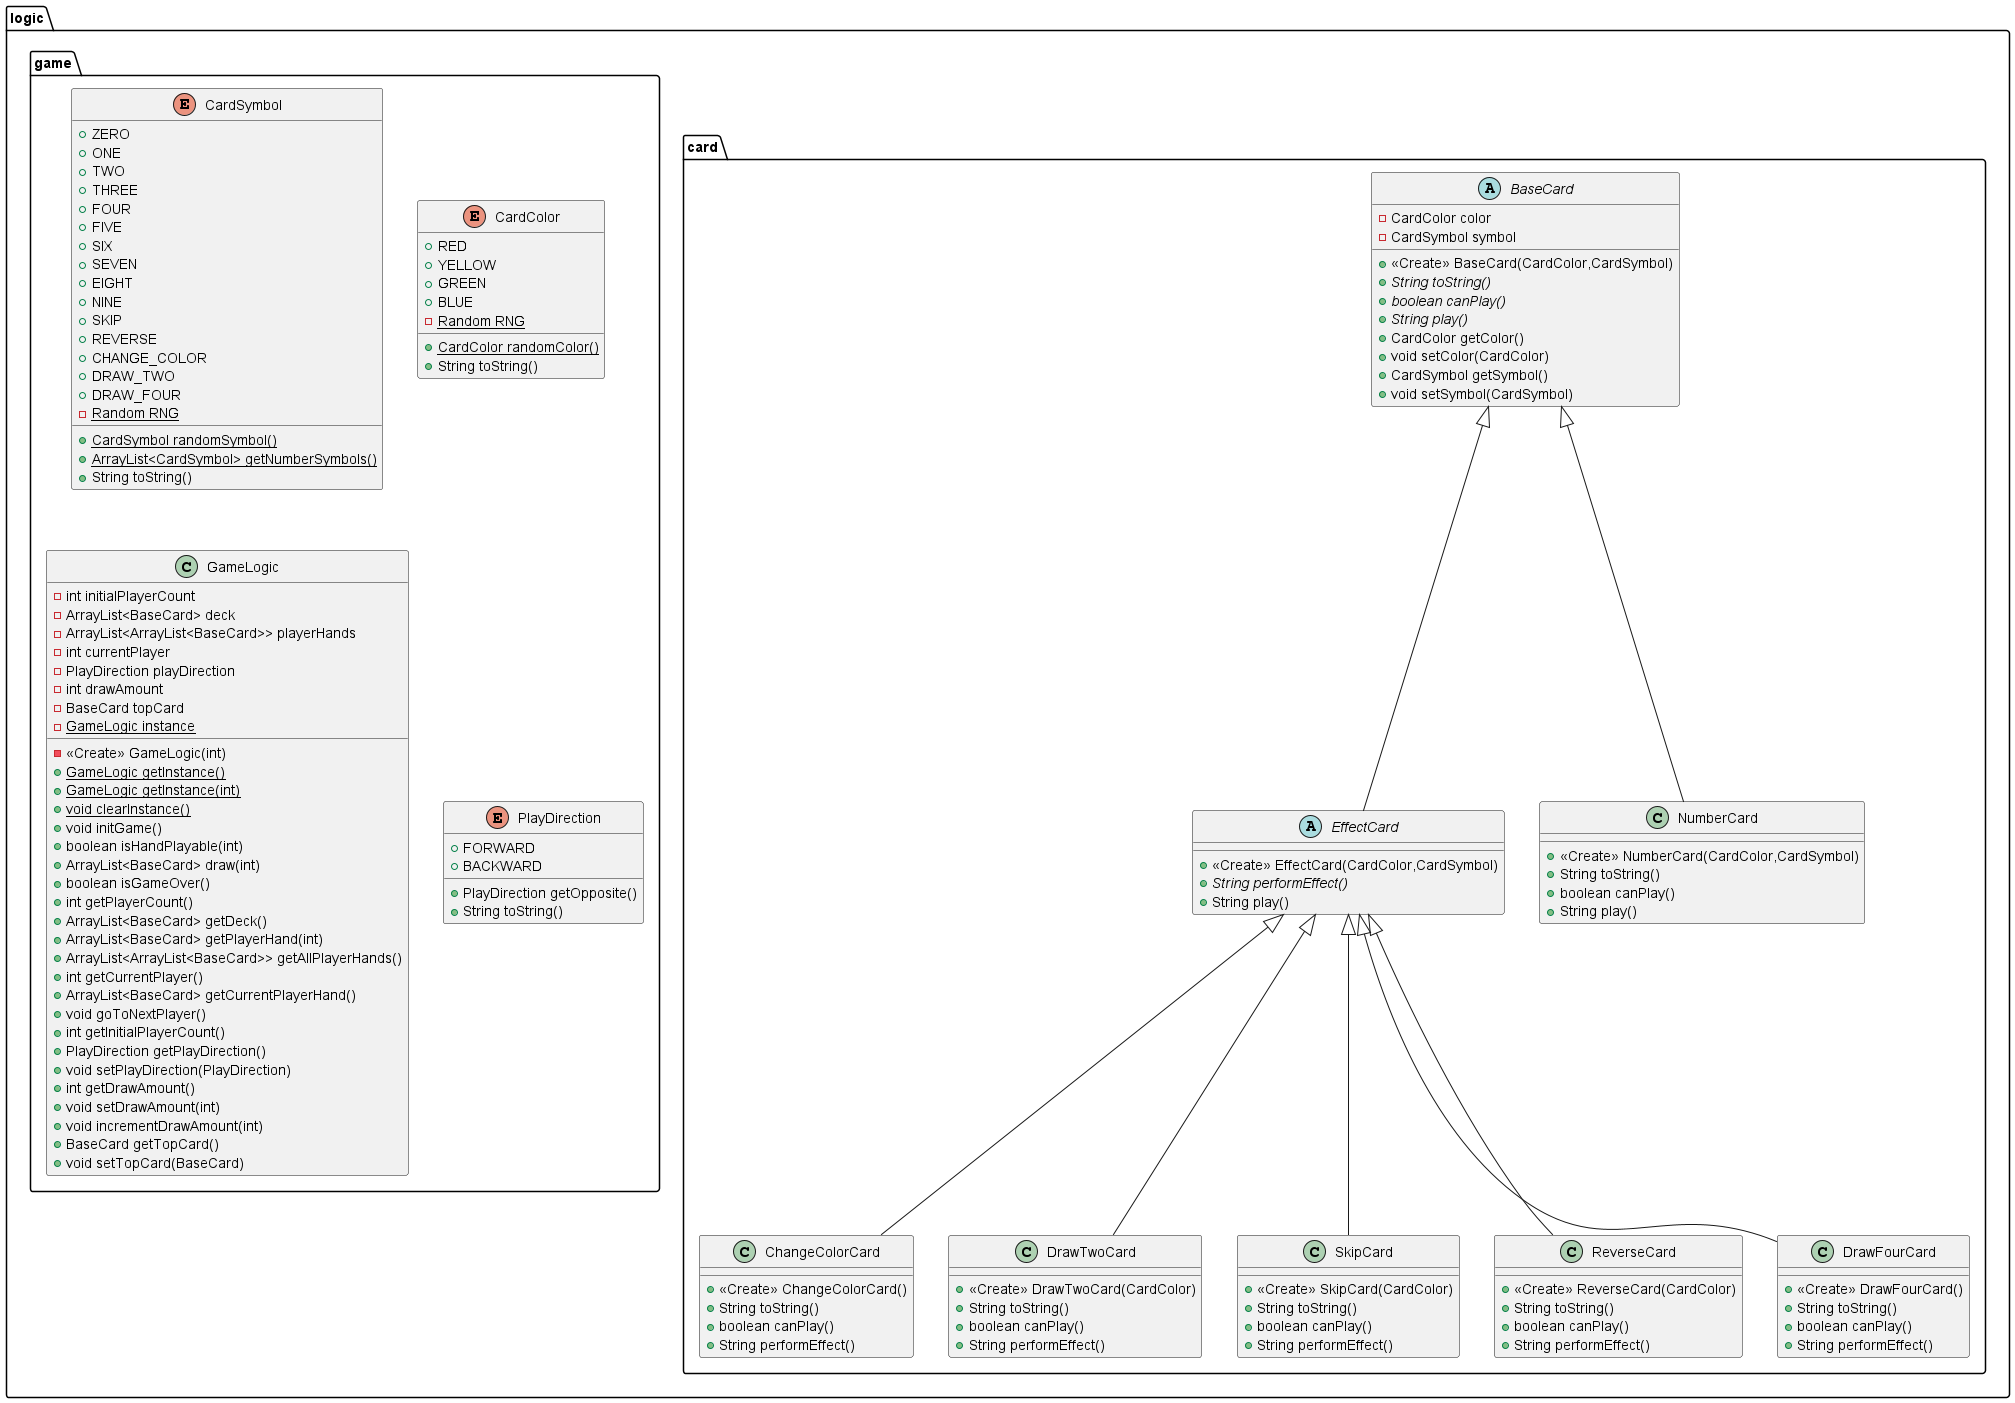 logic
game
E CardSymbol
ZERO
ONE
TWO
THREE
FOUR
FIVE
SIX
SEVEN
EIGHT
NINE
SKIP
REVERSE
CHANGE_COLOR
DRAW_TWO
DRAW_FOUR
Random RNG
CardSymbol randomSymbol()
ArrayList<CardSymbol> getNumberSymbols()
String toString()
E CardColor
RED
YELLOW
GREEN
BLUE
Random RNG
CardColor randomColor()
String toString()
C GameLogic
int initialPlayerCount
ArrayList<BaseCard> deck
ArrayList<ArrayList<BaseCard>> playerHands
int currentPlayer
PlayDirection playDirection
int drawAmount
BaseCard topCard
GameLogic instance
«Create» GameLogic(int)
GameLogic getInstance()
GameLogic getInstance(int)
void clearInstance()
void initGame()
boolean isHandPlayable(int)
ArrayList<BaseCard> draw(int)
boolean isGameOver()
int getPlayerCount()
ArrayList<BaseCard> getDeck()
ArrayList<BaseCard> getPlayerHand(int)
ArrayList<ArrayList<BaseCard>> getAllPlayerHands()
int getCurrentPlayer()
ArrayList<BaseCard> getCurrentPlayerHand()
void goToNextPlayer()
int getInitialPlayerCount()
PlayDirection getPlayDirection()
void setPlayDirection(PlayDirection)
int getDrawAmount()
void setDrawAmount(int)
void incrementDrawAmount(int)
BaseCard getTopCard()
void setTopCard(BaseCard)
E PlayDirection
FORWARD
BACKWARD
PlayDirection getOpposite()
String toString()
card
A BaseCard
CardColor color
CardSymbol symbol
«Create» BaseCard(CardColor,CardSymbol)
String toString()
boolean canPlay()
String play()
CardColor getColor()
void setColor(CardColor)
CardSymbol getSymbol()
void setSymbol(CardSymbol)
A EffectCard
«Create» EffectCard(CardColor,CardSymbol)
String performEffect()
String play()
C NumberCard
«Create» NumberCard(CardColor,CardSymbol)
String toString()
boolean canPlay()
String play()
C ChangeColorCard
«Create» ChangeColorCard()
String toString()
boolean canPlay()
String performEffect()
C DrawTwoCard
«Create» DrawTwoCard(CardColor)
String toString()
boolean canPlay()
String performEffect()
C SkipCard
«Create» SkipCard(CardColor)
String toString()
boolean canPlay()
String performEffect()
C ReverseCard
«Create» ReverseCard(CardColor)
String toString()
boolean canPlay()
String performEffect()
C DrawFourCard
«Create» DrawFourCard()
String toString()
boolean canPlay()
String performEffect()